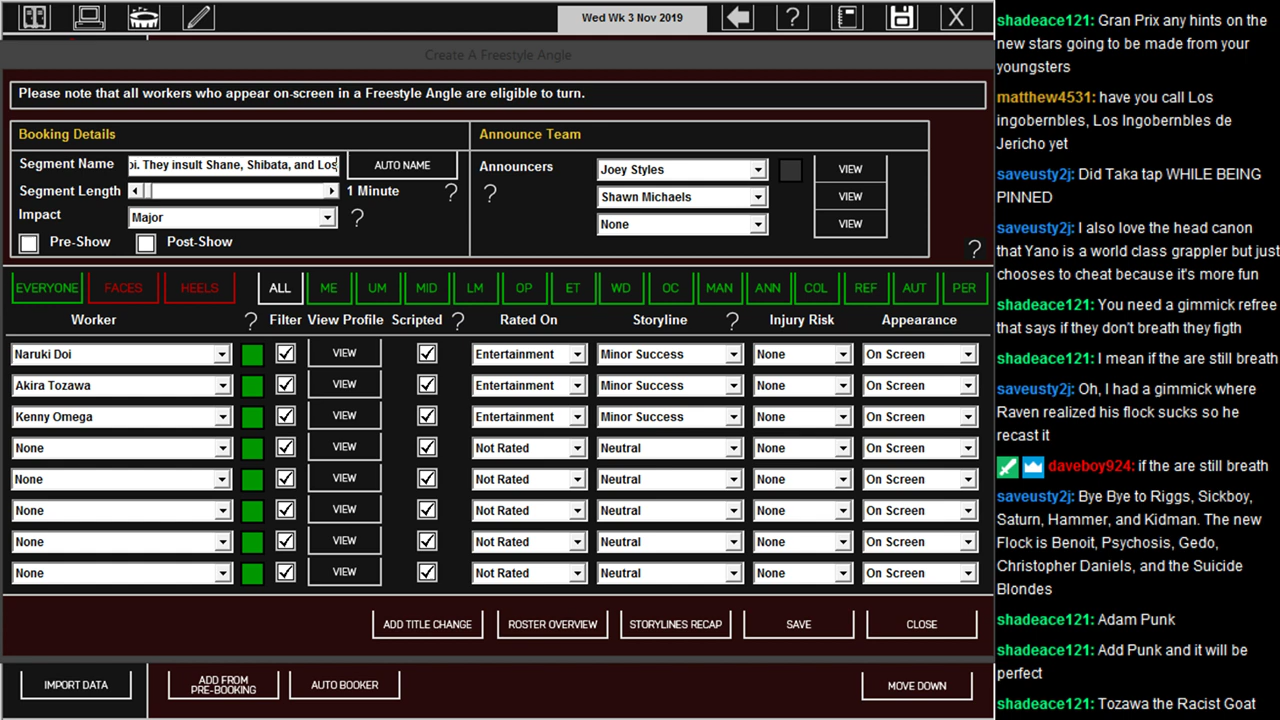 Wed Wk 3 Nov 2019
Create A Freestyle Angle
Please note that all workers who appear on-screen in a Freestyle Angle are eligible to turn.
Booking Details
Segment Name
oi. They insult Shane, Shibata, and Los
AUTO NAME
Segment Length
1 Minute
?
Impact
Major
?
Pre-Show
Post-Show
Announce Team
Announcers
?
Joey Styles
VIEW
Shawn Michaels
VIEW
None
VIEW
?
EVERYONE FACES HEELS ALL ME UM MID LM OP ET WD OC MAN ANN COL REF AUT PER
Worker ? Filter View Profile Scripted ? Rated On Storyline ? Injury Risk Appearance
Naruki Doi VIEW Entertainment Minor Success None On Screen
Akira Tozawa VIEW Entertainment Minor Success None On Screen
Kenny Omega VIEW Entertainment Minor Success None On Screen
None VIEW Not Rated Neutral None On Screen
None VIEW Not Rated Neutral None On Screen
None VIEW Not Rated Neutral None On Screen
None VIEW Not Rated Neutral None On Screen
None VIEW Not Rated Neutral None On Screen
ADD TITLE CHANGE ROSTER OVERVIEW STORYLINES RECAP SAVE CLOSE
IMPORT DATA
ADD FROM
PRE-BOOKING
AUTO BOOKER
MOVE DOWN
shadeace121: Gran Prix any hints on the
new stars going to be made from your
youngsters
matthew4531: have you call Los
ingobernbles, Los Ingobernbles de
Jericho yet
saveusty2j: Did Taka tap WHILE BEING
PINNED
saveusty2j: I also love the head canon
that Yano is a world class grappler but just
chooses to cheat because it's more fun
shadeace121: You need a gimmick refree
that says if they don't breath they figth
shadeace121: I mean if the are still breath
saveusty2j: Oh, I had a gimmick where
Raven realized his flock sucks so he
recast it
daveboy924: if the are still breath
saveusty2j: Bye Bye to Riggs, Sickboy,
Saturn, Hammer, and Kidman. The new
Flock is Benoit, Psychosis, Gedo,
Christopher Daniels, and the Suicide
Blondes
shadeace121: Adam Punk
shadeace121: Add Punk and it will be
perfect
shadeace121: Tozawa the Racist Goat